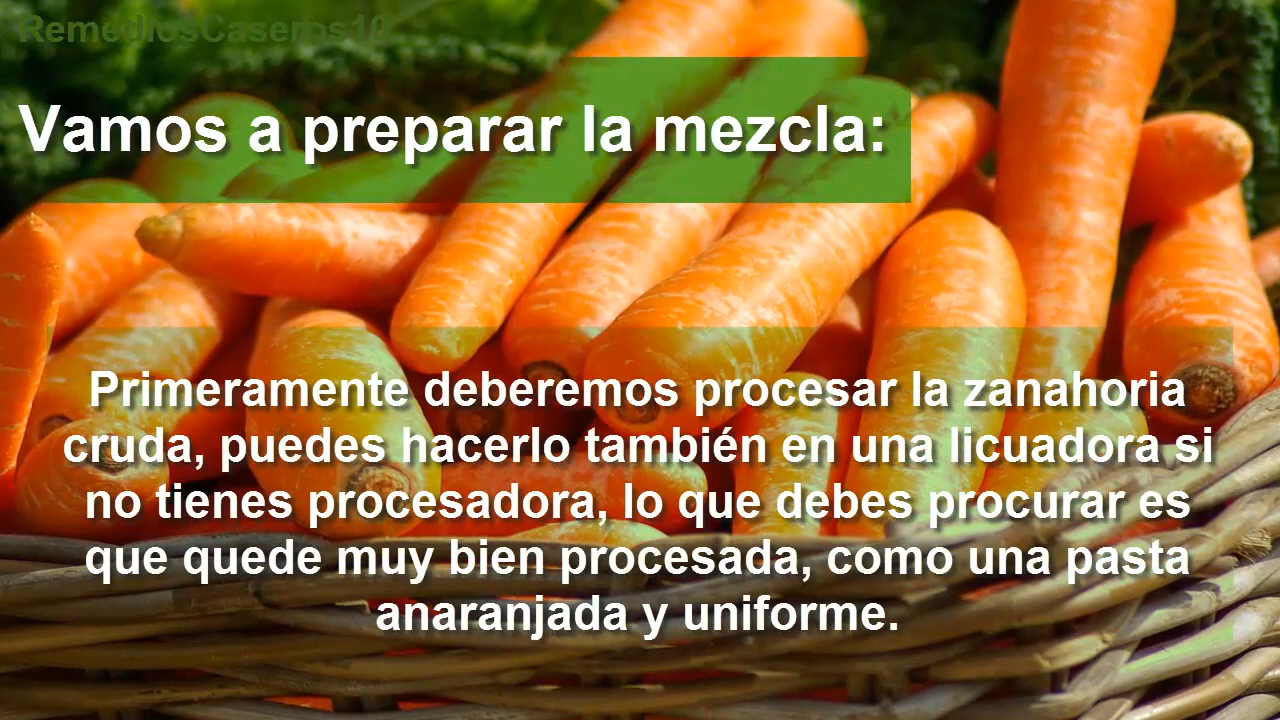 RemediosCaseros10
Vamos a preparar la mezcla:
Primeramente deberemos procesar la zanahoria
cruda, puedes hacerlo también en una licuadora si
no tienes procesadora, lo que debes procurar es
que quede muy bien procesada, como una pasta
anaranjada y uniforme.